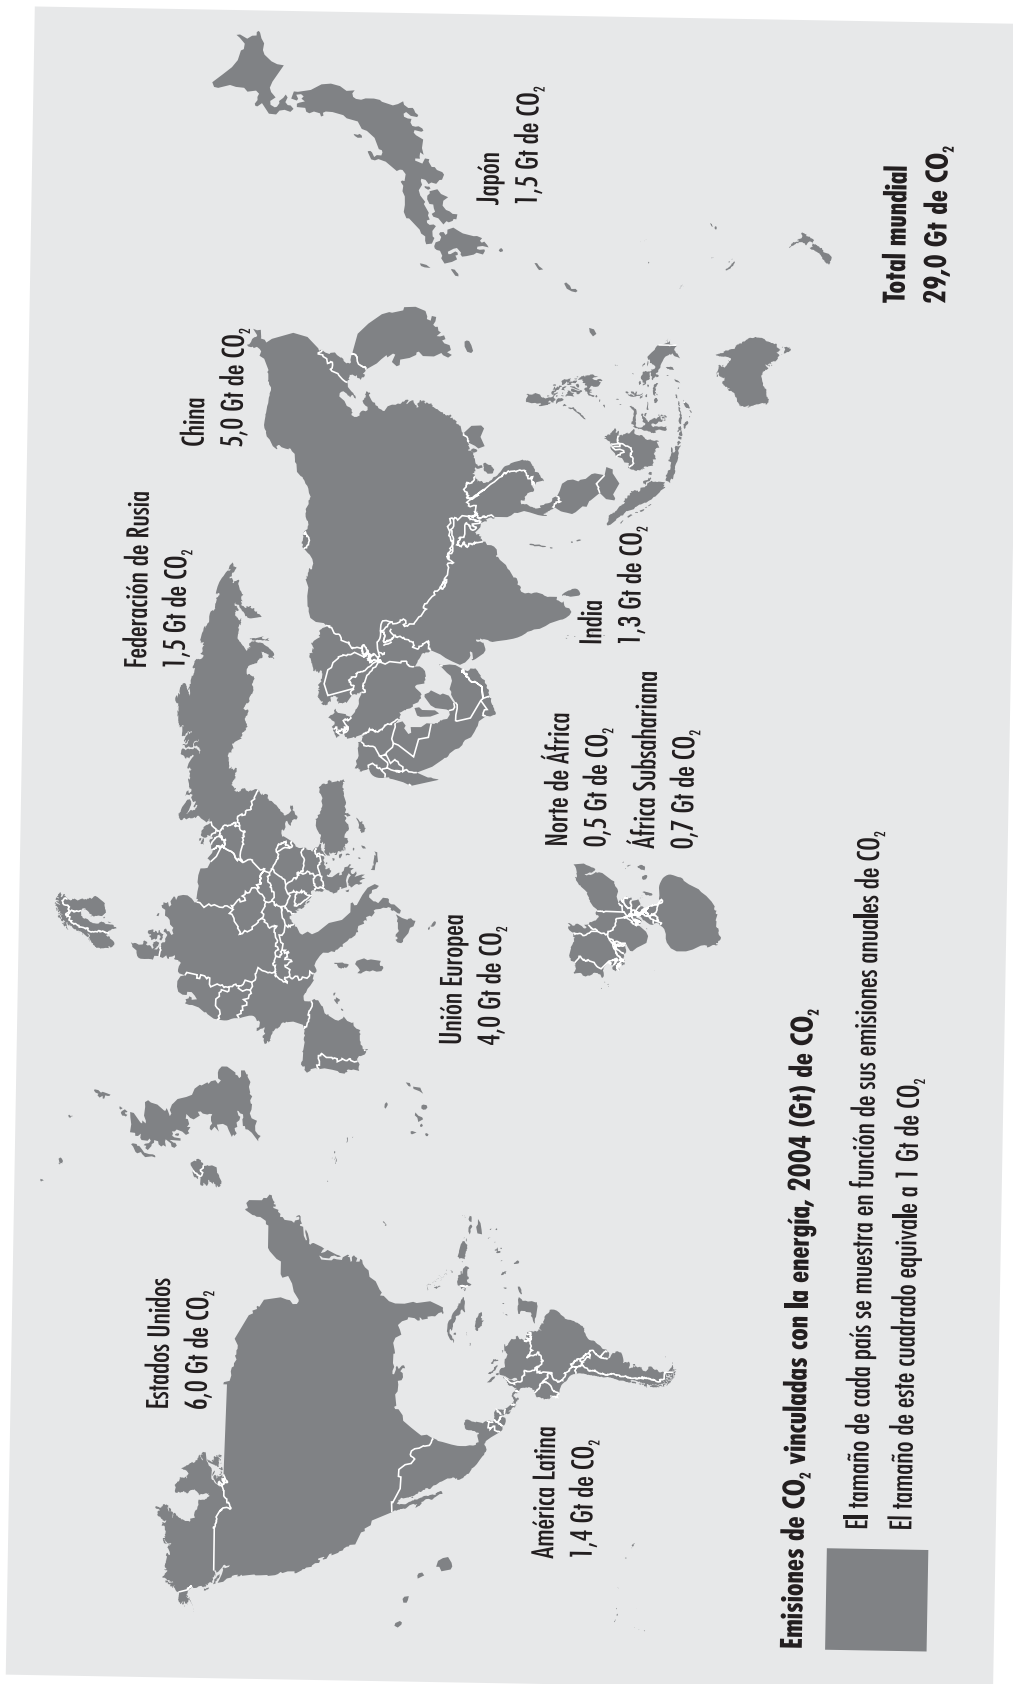 Estados Unidos
6,0 Gt de CO₂
Federación de Rusia
1,5 Gt de CO₂
China
5,0 Gt de CO₂
Japón
1,5 Gt de CO₂
Unión Europea
4,0 Gt de CO₂
América Latina
1,4 Gt de CO₂
Norte de África
0,5 Gt de CO₂
África Subsahariana
0,7 Gt de CO₂
India
1,3 Gt de CO₂
Emisiones de CO₂ vinculadas con la energía, 2004 (Gt) de CO₂
El tamaño de cada país se muestra en función de sus emisiones anuales de CO₂
El tamaño de este cuadrado equivale a 1 Gt de CO₂
Total mundial
29,0 Gt de CO₂